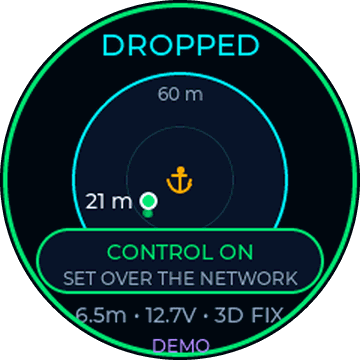 DROPPED
60 m
21 m
CONTROL ON
SET OVER THE NETWORK
6.5m • 12.7V • 3D FIX
DEMO